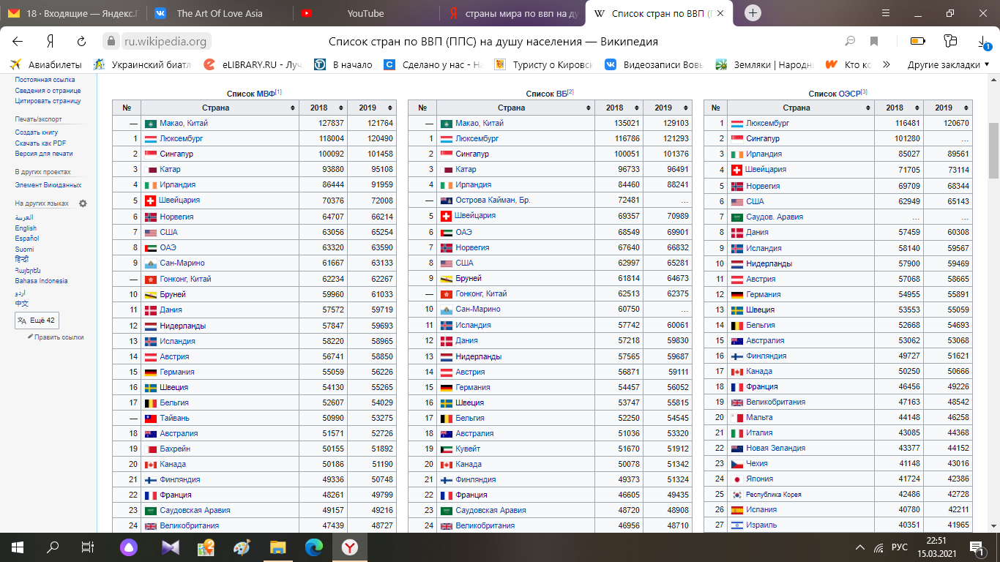 18 · Входящие — Яндекс.П
The Art Of Love Asia
YouTube
страны мира по ввп на ду
Список стран по ВВП (П
ru.wikipedia.org
Список стран по ВВП (ППС) на душу населения — Википедия
1
Авиабилеты
Украинский биатл
eLIBRARY.RU - Луч
В начало
Сделано у нас - На
Туристу о Кировск
Видеозаписи Вовы
Земляки | Народн
Кто ко
Другие закладки
Постоянная ссылка
Сведения о странице
Цитировать страницу
Печать/экспорт
Создать книгу
Скачать как PDF
Версия для печати
В других проектах
Элемент Викиданных
На других языках
العربية
English
Español
Suomi
हिन्दी
Հայերեն
Bahasa Indonesia
اردو
中文
Ещё 42
Править ссылки
Список МВФ[1]
№ Страна 2018 2019
— Макао, Китай 127837 121764
1 Люксембург 118004 120490
2 Сингапур 100092 101458
3 Катар 93880 95108
4 Ирландия 86444 91959
5 Швейцария 70376 72008
6 Норвегия 64707 66214
7 США 63056 65254
8 ОАЭ 63320 63590
9 Сан-Марино 61667 63133
— Гонконг, Китай 62234 62267
10 Бруней 59960 61033
11 Дания 57572 59719
12 Нидерланды 57847 59693
13 Исландия 58220 58965
14 Австрия 56741 58850
15 Германия 55059 56226
16 Швеция 54130 55265
17 Бельгия 52607 54029
— Тайвань 50990 53275
18 Австралия 51571 52726
19 Бахрейн 50155 51892
20 Канада 50186 51190
21 Финляндия 49336 50748
22 Франция 48261 49799
23 Саудовская Аравия 49157 49216
24 Великобритания 47439 48727
Список ВБ[2]
№ Страна 2018 2019
— Макао, Китай 135021 129103
1 Люксембург 116786 121293
2 Сингапур 100051 101376
3 Катар 96733 96491
4 Ирландия 84460 88241
— Острова Кайман, Бр. 72481 ...
5 Швейцария 69357 70989
6 ОАЭ 68549 69901
7 Норвегия 67640 66832
8 США 62997 65281
9 Бруней 61814 64673
— Гонконг, Китай 62513 62375
10 Сан-Марино 60750 ...
11 Исландия 57742 60061
12 Дания 57218 59830
13 Нидерланды 57565 59687
14 Австрия 56871 59111
15 Германия 54457 56052
16 Швеция 53747 55815
17 Бельгия 52250 54545
18 Австралия 51036 53320
19 Кувейт 51670 51912
20 Канада 50078 51342
21 Финляндия 49373 51324
22 Франция 46605 49435
23 Саудовская Аравия 48720 48908
24 Великобритания 46956 48710
Список ОЭСР[3]
№ Страна 2018 2019
1 Люксембург 116481 120670
2 Сингапур 101280 ...
3 Ирландия 85027 89561
4 Швейцария 71705 73114
5 Норвегия 69709 68344
6 США 62949 65143
7 Саудов. Аравия ... ...
8 Дания 57459 60308
9 Исландия 58140 59567
10 Нидерланды 57900 59469
11 Австрия 57068 58665
12 Германия 54955 55891
13 Швеция 53553 55059
14 Бельгия 52668 54693
15 Австралия 53062 53068
16 Финляндия 49727 51621
17 Канада 50250 50666
18 Франция 46456 49226
19 Великобритания 47163 48542
20 Мальта 44148 46258
21 Италия 43085 44368
22 Новая Зеландия 43377 44152
23 Чехия 41148 43016
24 Япония 41724 42386
25 Республика Корея 42486 42728
26 Испания 40780 42211
27 Израиль 40351 41965
РУС
22:51
15.03.2021
1